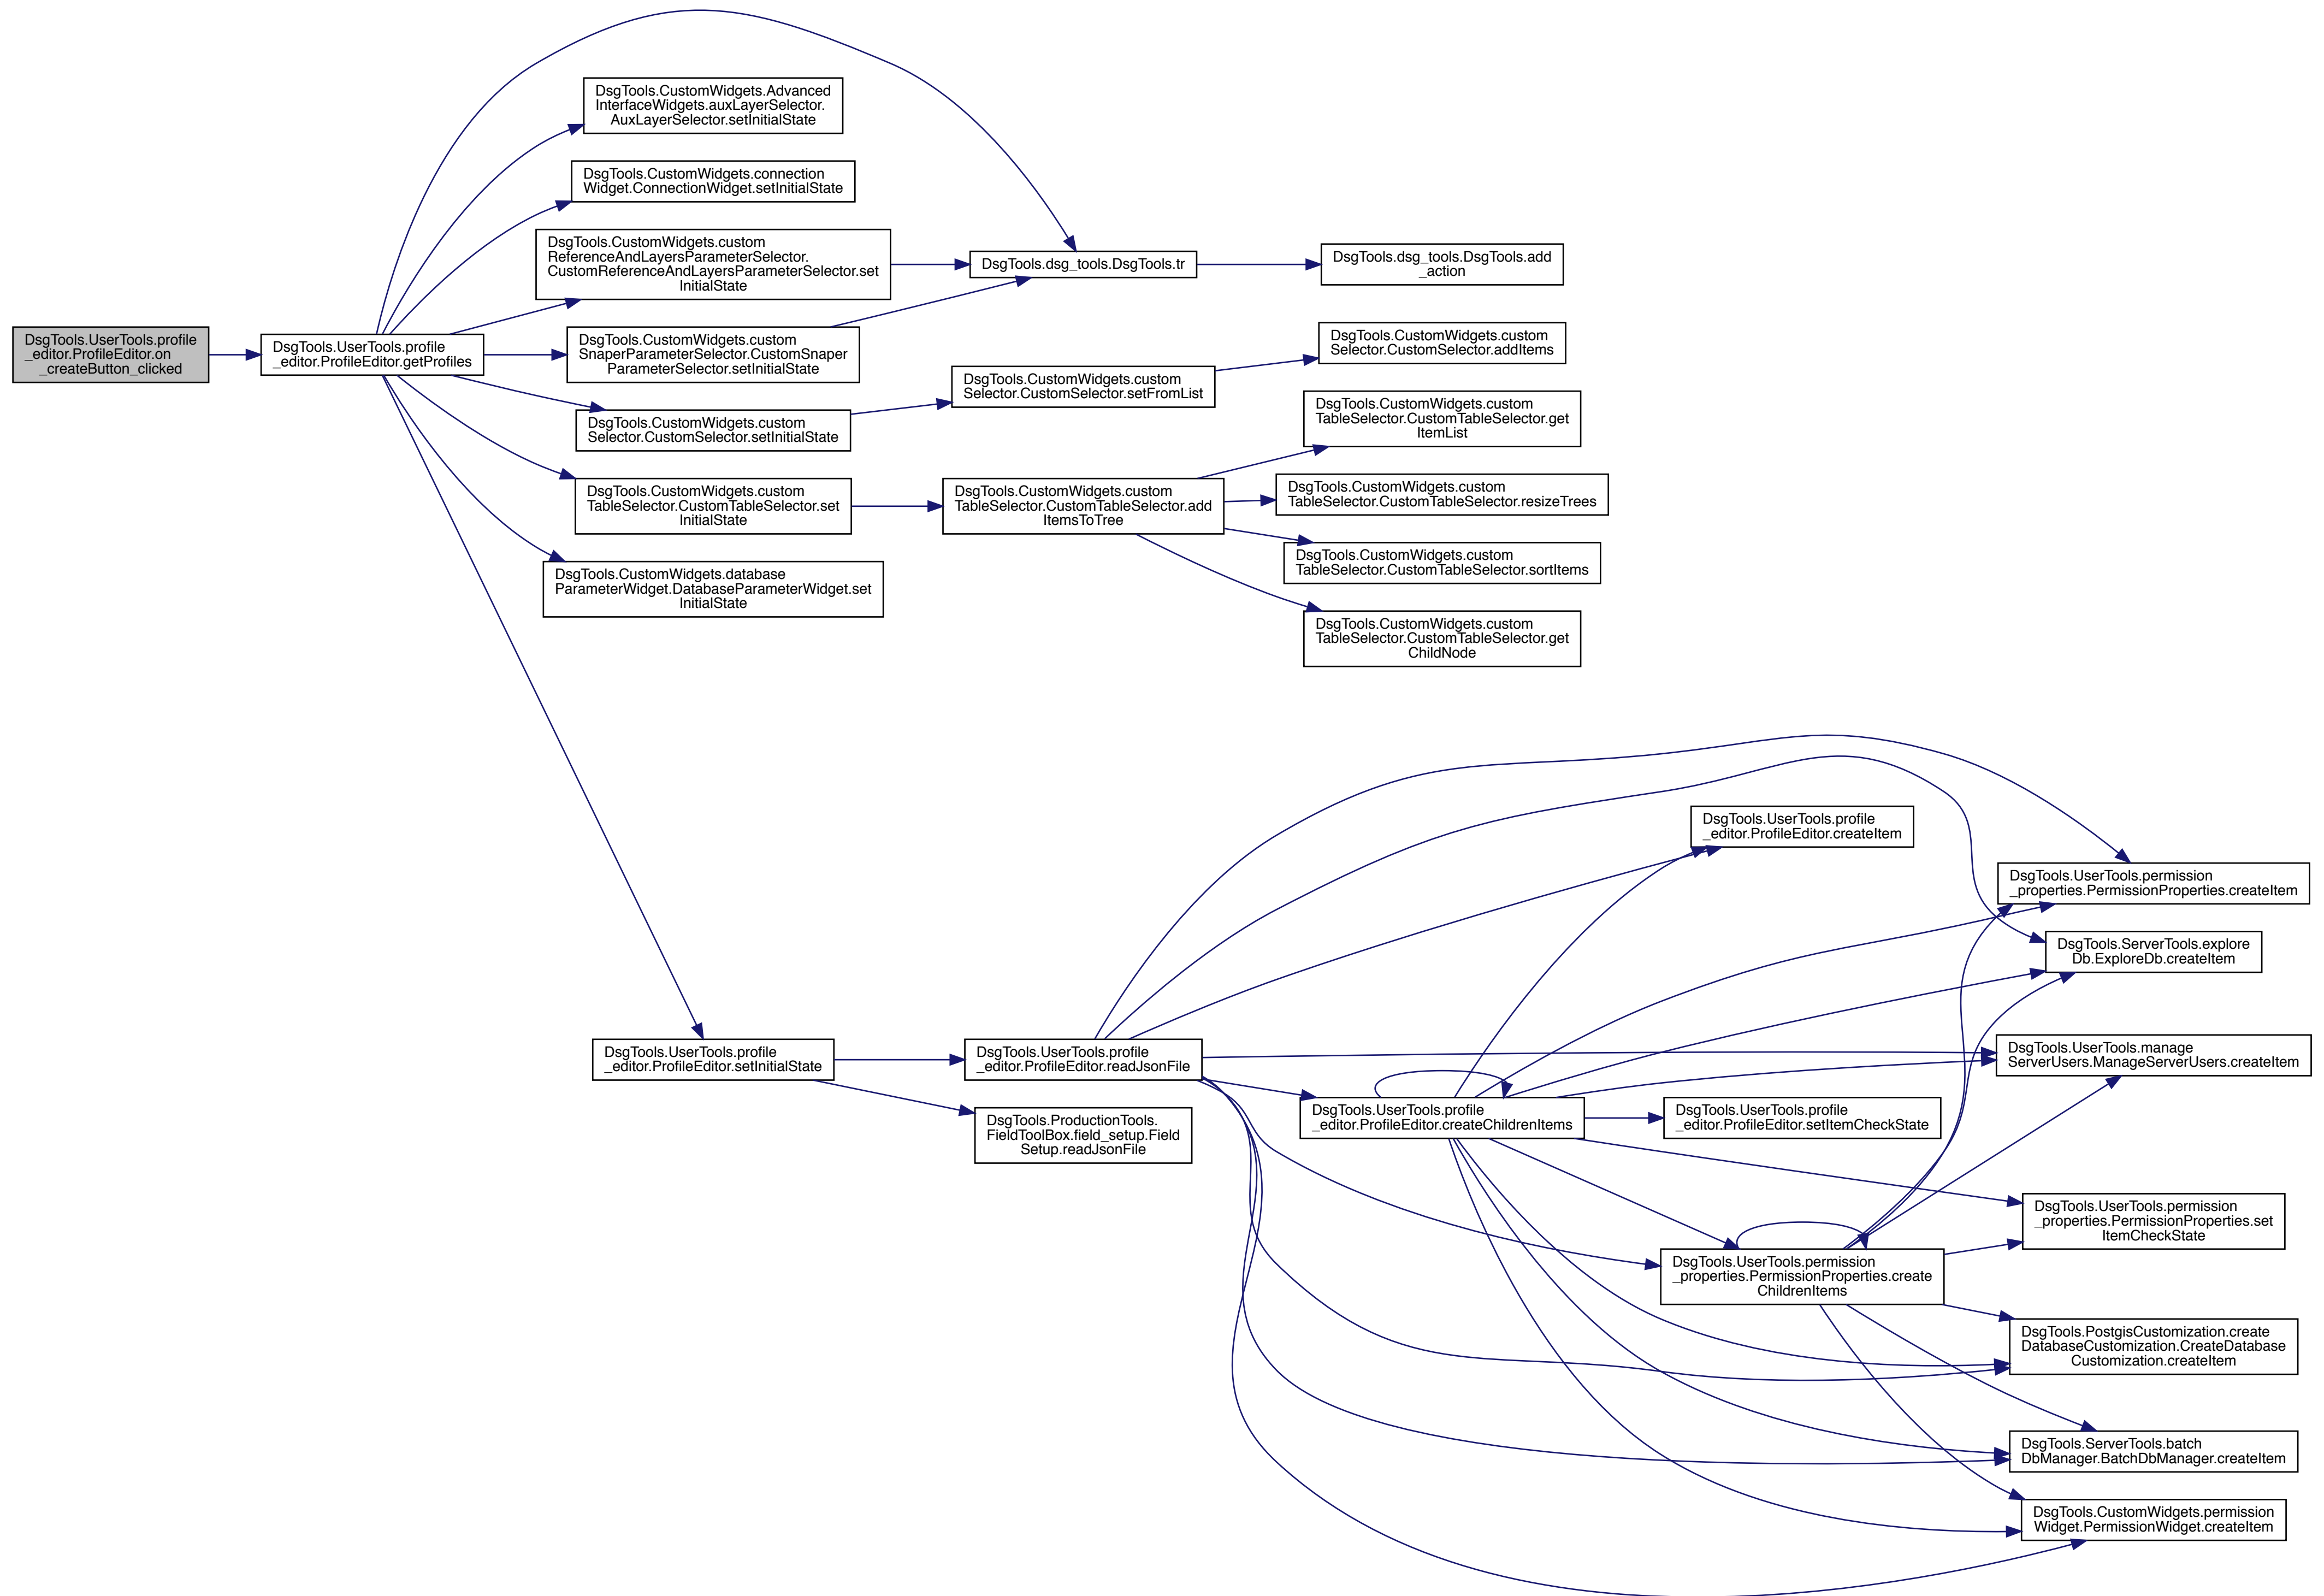 DsgTools.UserTools.profile
_editor.ProfileEditor.on
_createButton_clicked
DsgTools.UserTools.profile
_editor.ProfileEditor.getProfiles
DsgTools.CustomWidgets.Advanced
InterfaceWidgets.auxLayerSelector.
AuxLayerSelector.setInitialState
DsgTools.CustomWidgets.connection
Widget.ConnectionWidget.setInitialState
DsgTools.CustomWidgets.custom
ReferenceAndLayersParameterSelector.
CustomReferenceAndLayersParameterSelector.set
InitialState
DsgTools.CustomWidgets.custom
SnaperParameterSelector.CustomSnaper
ParameterSelector.setInitialState
DsgTools.CustomWidgets.custom
Selector.CustomSelector.setInitialState
DsgTools.CustomWidgets.custom
TableSelector.CustomTableSelector.set
InitialState
DsgTools.CustomWidgets.database
ParameterWidget.DatabaseParameterWidget.set
InitialState
DsgTools.UserTools.profile
_editor.ProfileEditor.setInitialState
DsgTools.dsg_tools.DsgTools.tr
DsgTools.CustomWidgets.custom
Selector.CustomSelector.setFromList
DsgTools.CustomWidgets.custom
TableSelector.CustomTableSelector.add
ItemsToTree
DsgTools.UserTools.profile
_editor.ProfileEditor.readJsonFile
DsgTools.ProductionTools.
FieldToolBox.field_setup.Field
Setup.readJsonFile
DsgTools.dsg_tools.DsgTools.add
_action
DsgTools.CustomWidgets.custom
Selector.CustomSelector.addItems
DsgTools.CustomWidgets.custom
TableSelector.CustomTableSelector.get
ItemList
DsgTools.CustomWidgets.custom
TableSelector.CustomTableSelector.resizeTrees
DsgTools.CustomWidgets.custom
TableSelector.CustomTableSelector.sortItems
DsgTools.CustomWidgets.custom
TableSelector.CustomTableSelector.get
ChildNode
DsgTools.UserTools.profile
_editor.ProfileEditor.createChildrenItems
DsgTools.UserTools.profile
_editor.ProfileEditor.createItem
DsgTools.UserTools.profile
_editor.ProfileEditor.setItemCheckState
DsgTools.UserTools.permission
_properties.PermissionProperties.create
ChildrenItems
DsgTools.UserTools.permission
_properties.PermissionProperties.createItem
DsgTools.ServerTools.explore
Db.ExploreDb.createItem
DsgTools.UserTools.manage
ServerUsers.ManageServerUsers.createItem
DsgTools.UserTools.permission
_properties.PermissionProperties.set
ItemCheckState
DsgTools.PostgisCustomization.create
DatabaseCustomization.CreateDatabase
Customization.createItem
DsgTools.ServerTools.batch
DbManager.BatchDbManager.createItem
DsgTools.CustomWidgets.permission
Widget.PermissionWidget.createItem